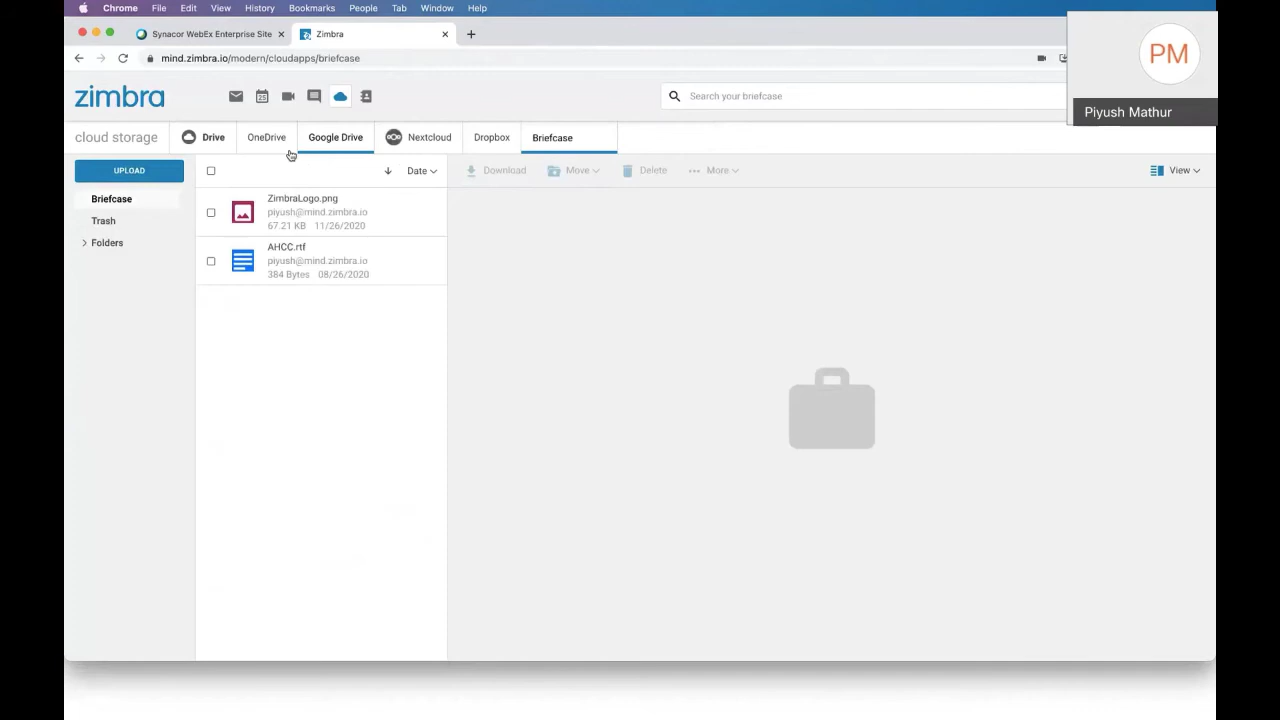 Chrome File Edit View History Bookmarks People Tab Window Help
Synacor WebEx Enterprise Site
Zimbra
mind.zimbra.io/modern/cloudapps/briefcase
PM
Piyush Mathur
zimbra
25
Search your briefcase
cloud storage
Drive
OneDrive
Google Drive
Nextcloud
Dropbox
Briefcase
UPLOAD
Date
Download
Move
Delete
More
View
Briefcase
Trash
Folders
ZimbraLogo.png
piyush@mind.zimbra.io
67.21 KB 11/26/2020
AHCC.rtf
piyush@mind.zimbra.io
384 Bytes 08/26/2020